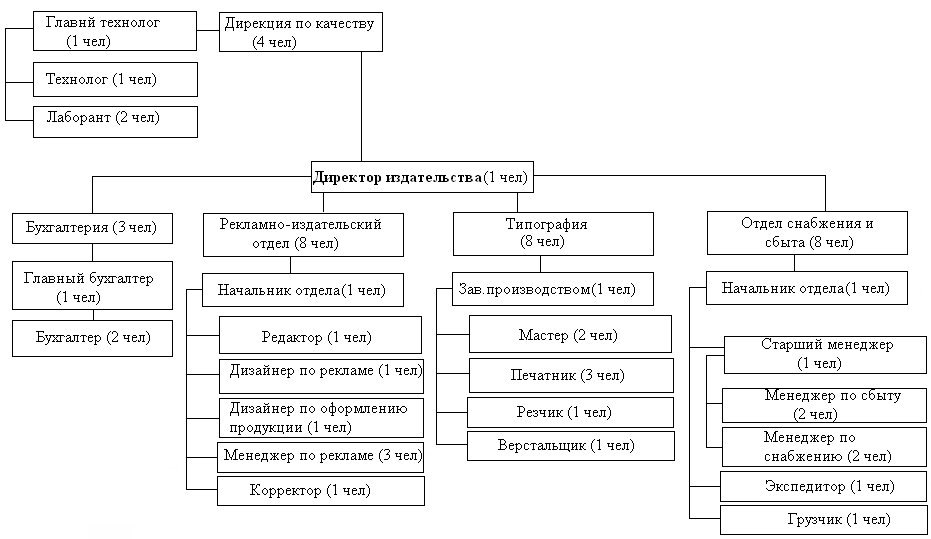 Главнй технолог
(1 чел)
Дирекция по качеству
(4 чел)
Технолог (1 чел)
Лаборант (2 чел)
Директор издательства (1 чел)
Бухгалтерия (3 чел)
Главный бухгалтер
(1 чел)
Бухгалтер (2 чел)
Рекламно-издательский
отдел (8 чел)
Начальник отдела(1 чел)
Редактор (1 чел)
Дизайнер по рекламе (1 чел)
Дизайнер по оформлению
продукции (1 чел)
Менеджер по рекламе (3 чел)
Корректор (1 чел)
Типография
(8 чел)
Зав.производством(1 чел)
Мастер (2 чел)
Печатник (3 чел)
Резчик (1 чел)
Верстальщик (1 чел)
Отдел снабжения и
сбыта (8 чел)
Начальник отдела(1 чел)
Старший менеджер
(1 чел)
Менеджер по сбыту
(2 чел)
Менеджер по
снабжению (2 чел)
Экспедитор (1 чел)
Грузчик (1 чел)